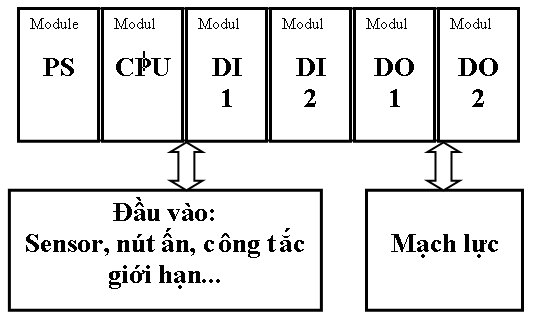 Module Modul Modul Modul Modul Modul
PS CPU DI DI DO DO
1 2 1 2
Đầu vào:
Sensor, nút ấn, công tắc
giới hạn...
Mạch lực